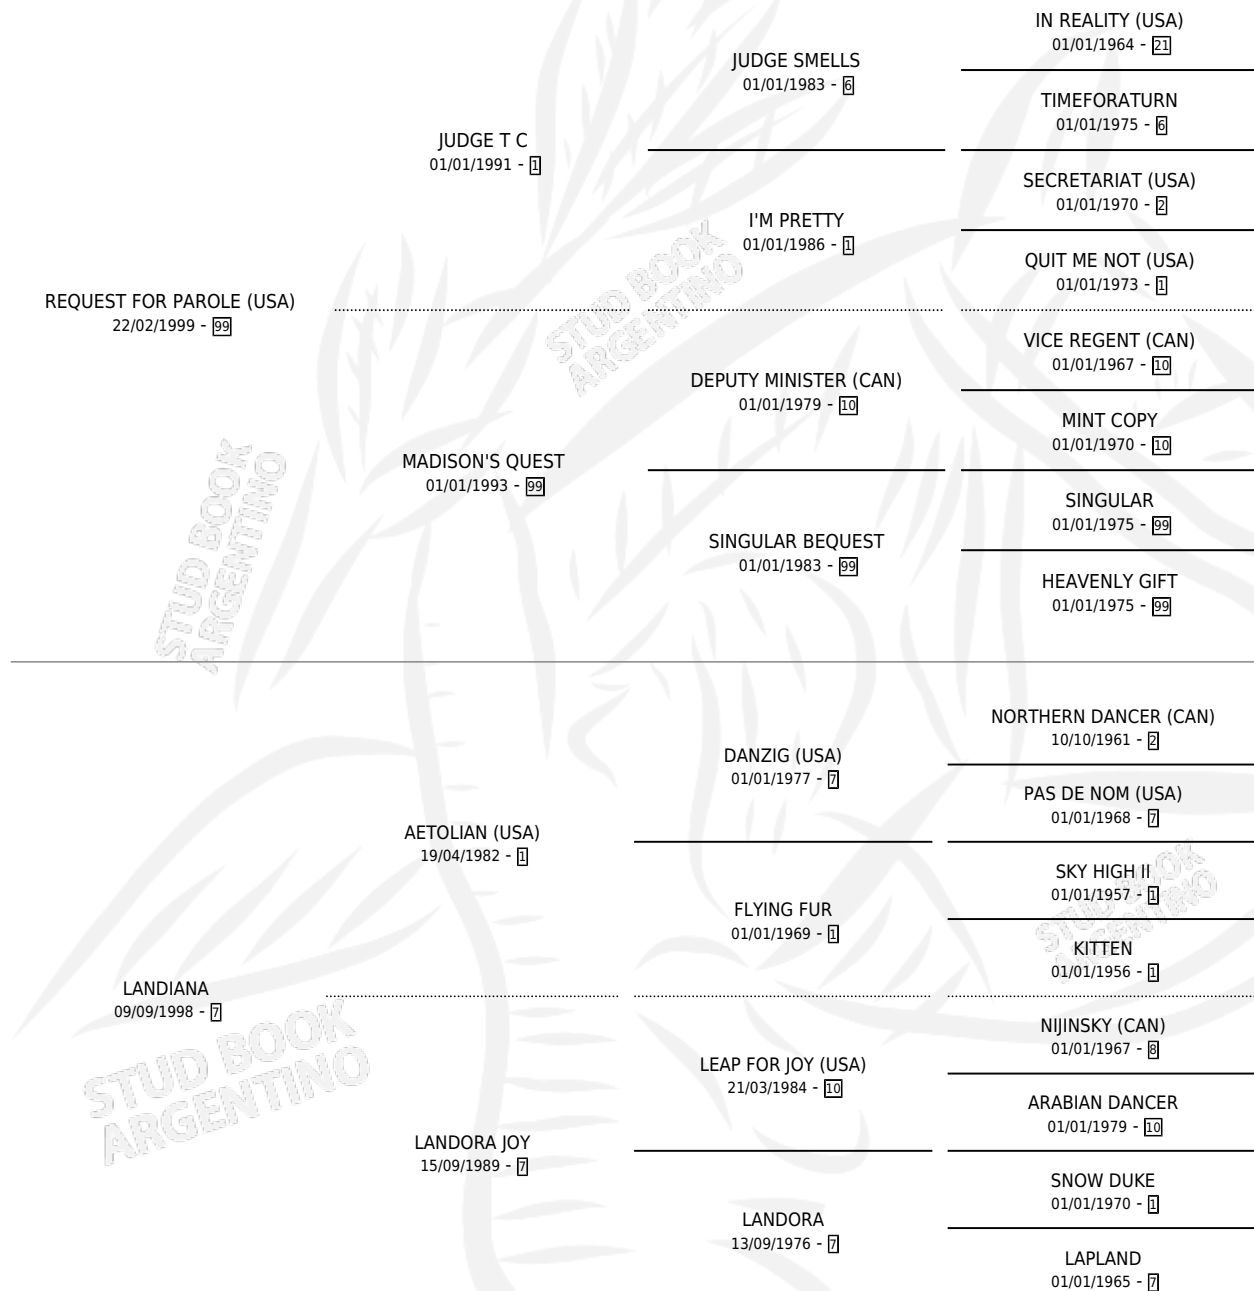 IN REALITY (USA)
01/01/1964 - 21
JUDGE SMELLS
01/01/1983 - 6
TIMEFORATURN
01/01/1975 - 6
JUDGE T C
01/01/1991 - 1
SECRETARIAT (USA)
01/01/1970 - 2
I'M PRETTY
01/01/1986 - 1
QUIT ME NOT (USA)
01/01/1973 - 1
REQUEST FOR PAROLE (USA)
22/02/1999 - 99
VICE REGENT (CAN)
01/01/1967 - 10
DEPUTY MINISTER (CAN)
01/01/1979 - 10
MINT COPY
01/01/1970 - 10
MADISON'S QUEST
01/01/1993 - 99
SINGULAR
01/01/1975 - 99
SINGULAR BEQUEST
01/01/1983 - 99
HEAVENLY GIFT
01/01/1975 - 99
STUD BOOK
ARGENTINO
STUD BOOK
ARGENTINO
NORTHERN DANCER (CAN)
10/10/1961 - 2
DANZIG (USA)
01/01/1977 - 7
PAS DE NOM (USA)
01/01/1968 - 7
AETOLIAN (USA)
19/04/1982 - 1
SKY HIGH II
01/01/1957 - 1
FLYING FUR
01/01/1969 - 1
KITTEN
01/01/1956 - 1
STUD BOOK
ARGENTINO
LANDIANA
09/09/1998 - 7
NIJINSKY (CAN)
01/01/1967 - 8
LEAP FOR JOY (USA)
21/03/1984 - 10
ARABIAN DANCER
01/01/1979 - 10
STUD BOOK
ARGENTINO
LANDORA JOY
15/09/1989 - 7
SNOW DUKE
01/01/1970 - 1
LANDORA
13/09/1976 - 7
LAPLAND
01/01/1965 - 7